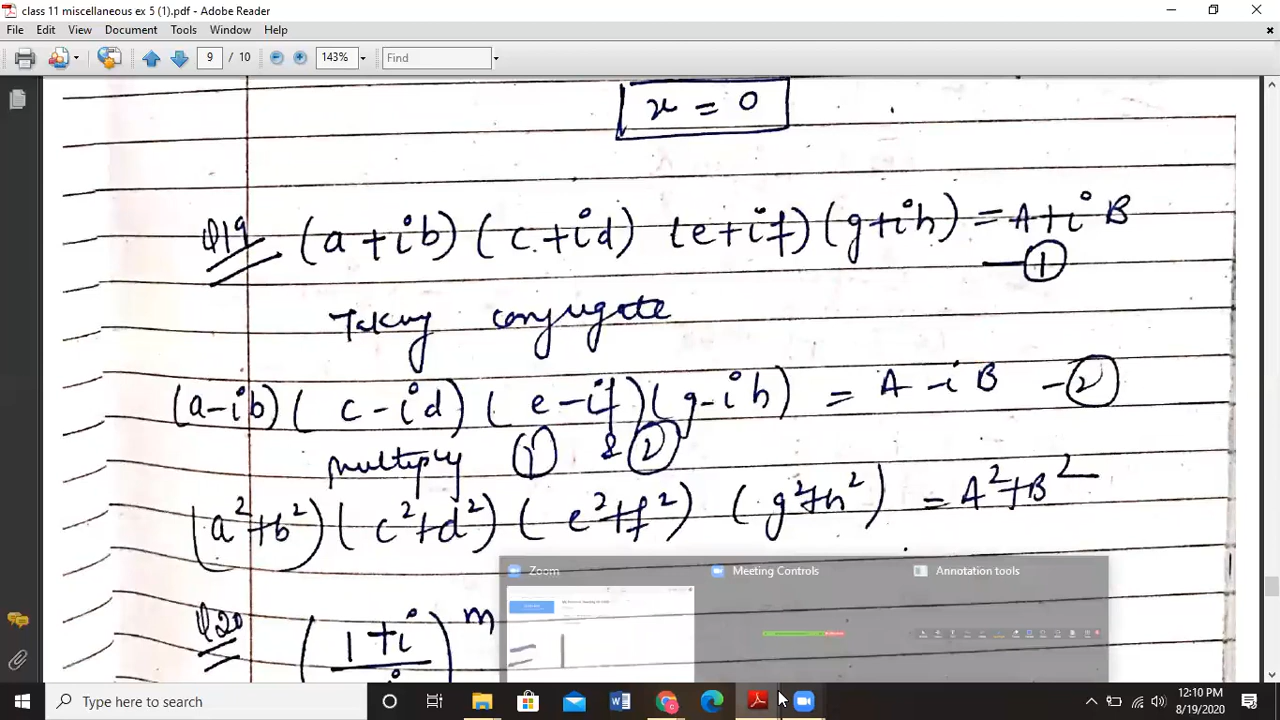 class 11 miscellaneous ex 5 (1).pdf - Adobe Reader
File Edit View Document Tools Window Help
9 / 10 143% Find
x = 0
Q19 (a+ib)(c+id) (e+if)(g+ih) = A+iB
— ①
Taking conjugate
(a-ib)(c-id)(e-if)(g-ih) = A-iB -②
multiply ① & ②
(a²+b²)(c²+d²)(e²+f²)(g²+h²) = A²+B²
Zoom Meeting Controls Annotation tools
Q20 (1+i)^m = 1
Type here to search
12:10 PM
8/19/2020